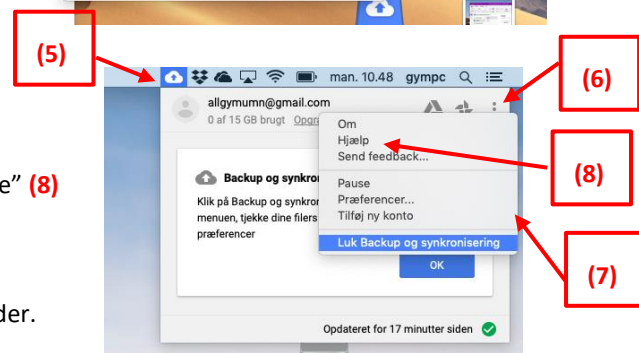 (5)
man. 10.48 gympc
(6)
allgymumn@gmail.com
0 af 15 GB brugt
Om
Hjælp
Send feedback...
(8)
e” (8)
Backup og
Pause
Klik på Backup og
Præferencer...
menuen, tjekke dine filers
Tilføj ny konto
præferencer
Luk Backup og synkronisering
OK
(7)
der.
Opdateret for 17 minutter siden